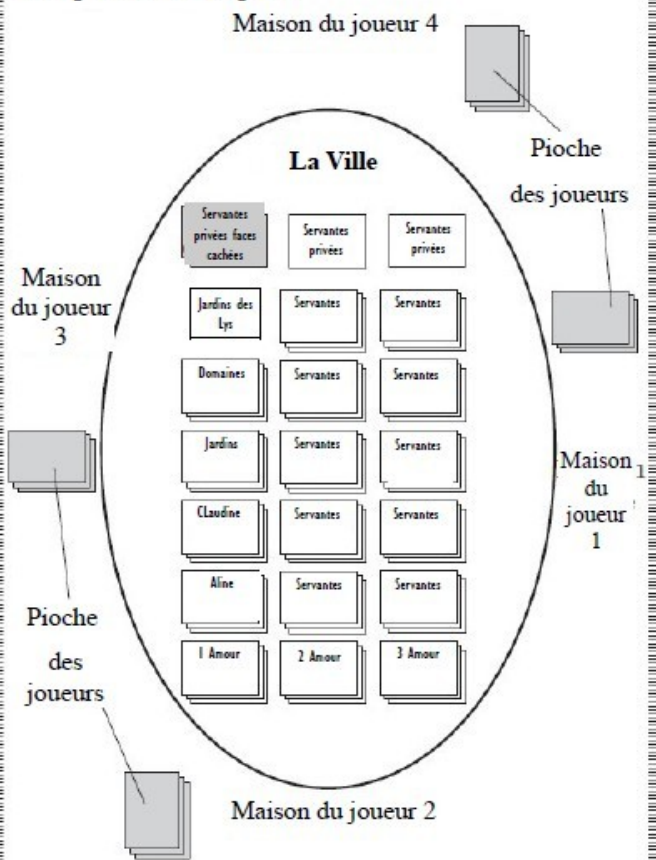 Maison du joueur 4
Pioche
des joueurs
La Ville
Servantes
privées faces
cachées
Servantes
privées
Servantes
privées
Maison
du joueur
3
Jardins des
Lys
Servantes
Servantes
Domaines
Servantes
Servantes
Jardins
Servantes
Servantes
Maison
du
joueur
1
CLaudine
Servantes
Servantes
Aline
Servantes
Servantes
Pioche
des
joueurs
1 Amour
2 Amour
3 Amour
Maison du joueur 2